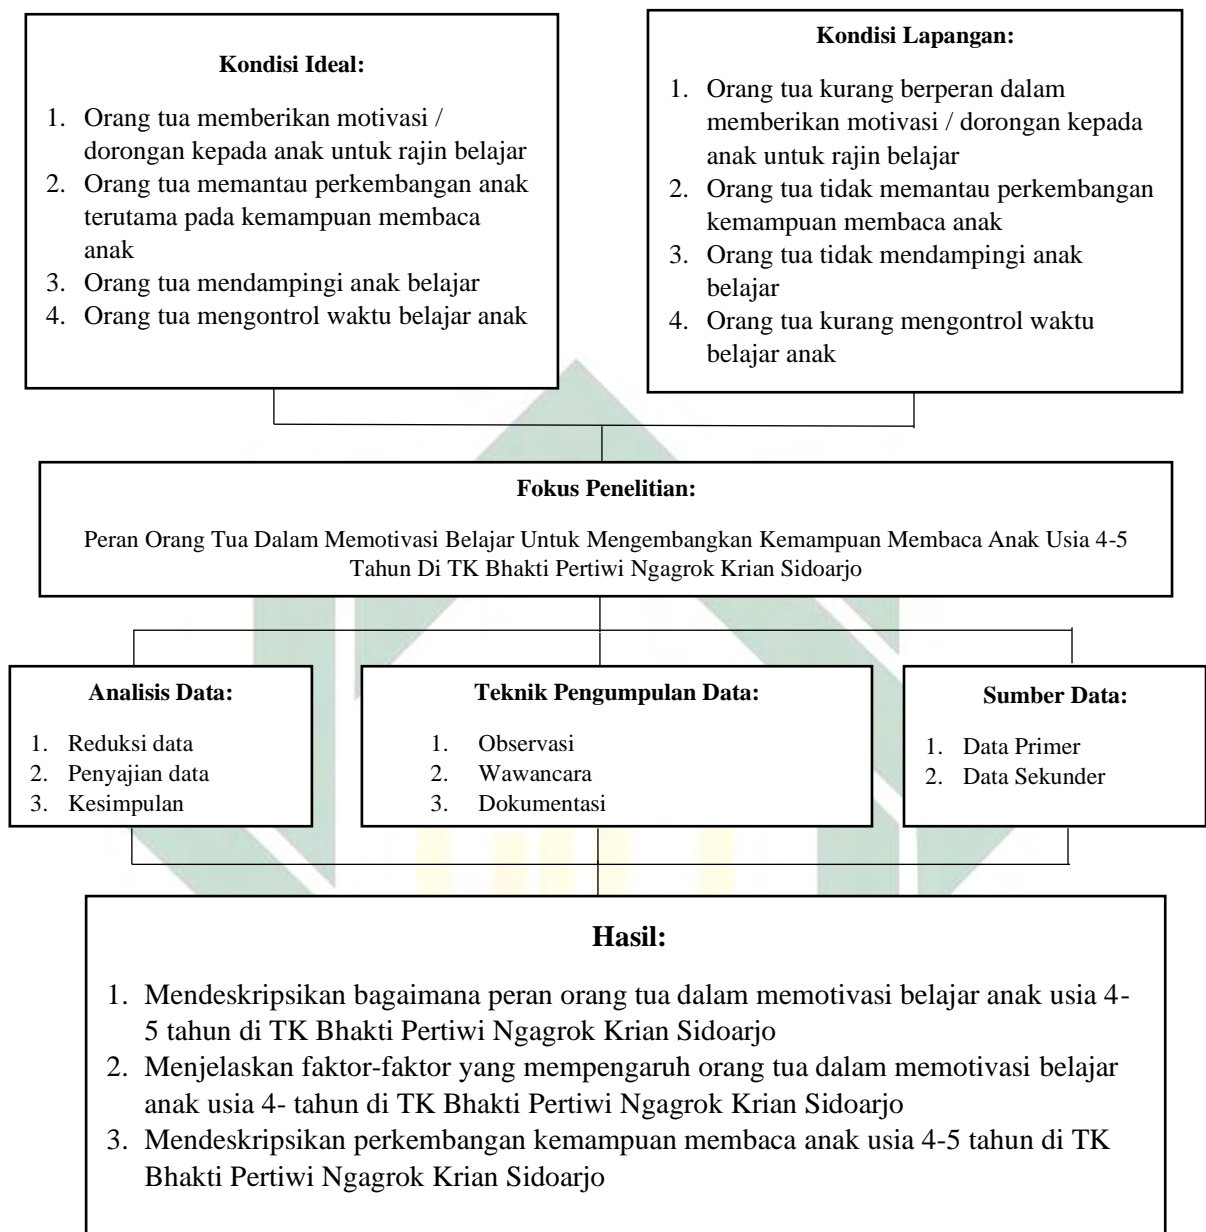 Kondisi Ideal:
1. Orang tua memberikan motivasi /
dorongan kepada anak untuk rajin belajar
2. Orang tua memantau perkembangan anak
terutama pada kemampuan membaca
anak
3. Orang tua mendampingi anak belajar
4. Orang tua mengontrol waktu belajar anak
Kondisi Lapangan:
1. Orang tua kurang berperan dalam
memberikan motivasi / dorongan kepada
anak untuk rajin belajar
2. Orang tua tidak memantau perkembangan
kemampuan membaca anak
3. Orang tua tidak mendampingi anak
belajar
4. Orang tua kurang mengontrol waktu
belajar anak
Fokus Penelitian:
Peran Orang Tua Dalam Memotivasi Belajar Untuk Mengembangkan Kemampuan Membaca Anak Usia 4-5
Tahun Di TK Bhakti Pertiwi Ngagrok Krian Sidoarjo
Analisis Data:
1. Reduksi data
2. Penyajian data
3. Kesimpulan
Teknik Pengumpulan Data:
1. Observasi
2. Wawancara
3. Dokumentasi
Sumber Data:
1. Data Primer
2. Data Sekunder
Hasil:
1. Mendeskripsikan bagaimana peran orang tua dalam memotivasi belajar anak usia 4-
5 tahun di TK Bhakti Pertiwi Ngagrok Krian Sidoarjo
2. Menjelaskan faktor-faktor yang mempengaruh orang tua dalam memotivasi belajar
anak usia 4- tahun di TK Bhakti Pertiwi Ngagrok Krian Sidoarjo
3. Mendeskripsikan perkembangan kemampuan membaca anak usia 4-5 tahun di TK
Bhakti Pertiwi Ngagrok Krian Sidoarjo